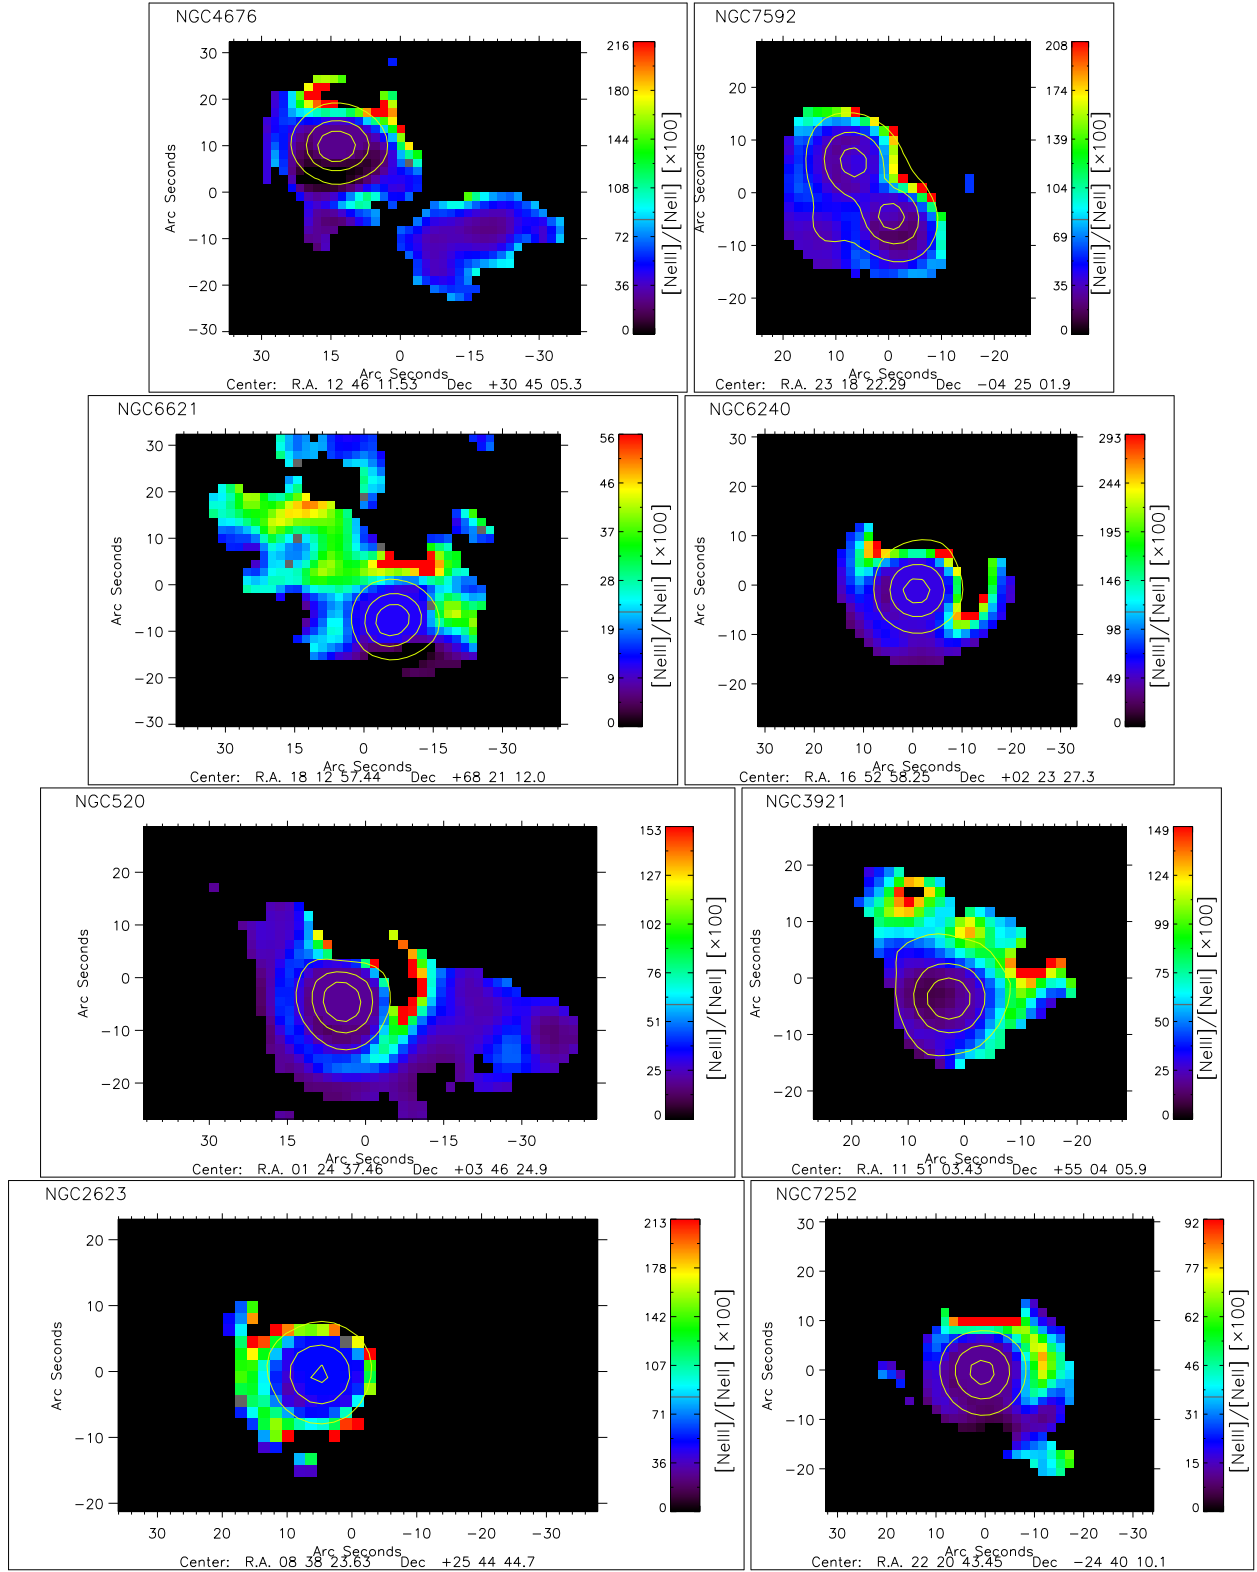 NGC4676
30
20
10
0
−10
−20
−30
Arc Seconds
30 15 0 −15 −30
Arc Seconds
Center: R.A. 12 46 11.53 Dec +30 45 05.3
216
180
144
108
72
36
0
[NeIII]/[NeII] [×100]
NGC7592
20
10
0
−10
−20
Arc Seconds
20 10 0 −10 −20
Arc Seconds
Center: R.A. 23 18 22.29 Dec −04 25 01.9
208
174
139
104
69
35
0
[NeIII]/[NeII] [×100]
NGC6621
30
20
10
0
−10
−20
−30
Arc Seconds
30 15 0 −15 −30
Arc Seconds
Center: R.A. 18 12 57.44 Dec +68 21 12.0
56
46
37
28
19
9
0
[NeIII]/[NeII] [×100]
NGC6240
30
20
10
0
−10
−20
Arc Seconds
30 20 10 0 −10 −20 −30
Arc Seconds
Center: R.A. 16 52 58.25 Dec +02 23 27.3
293
244
195
146
98
49
0
[NeIII]/[NeII] [×100]
NGC520
20
10
0
−10
−20
Arc Seconds
30 15 0 −15 −30
Arc Seconds
Center: R.A. 01 24 37.46 Dec +03 46 24.9
153
127
102
76
51
25
0
[NeIII]/[NeII] [×100]
NGC3921
20
10
0
−10
−20
Arc Seconds
20 10 0 −10 −20
Arc Seconds
Center: R.A. 11 51 03.43 Dec +55 04 05.9
149
124
99
75
50
25
0
[NeIII]/[NeII] [×100]
NGC2623
20
10
0
−10
−20
Arc Seconds
30 20 10 0 −10 −20 −30
Arc Seconds
Center: R.A. 08 38 23.63 Dec +25 44 44.7
213
178
142
107
71
36
0
[NeIII]/[NeII] [×100]
NGC7252
30
20
10
0
−10
−20
Arc Seconds
30 20 10 0 −10 −20 −30
Arc Seconds
Center: R.A. 22 20 43.45 Dec −24 40 10.1
92
77
62
46
31
15
0
[NeIII]/[NeII] [×100]